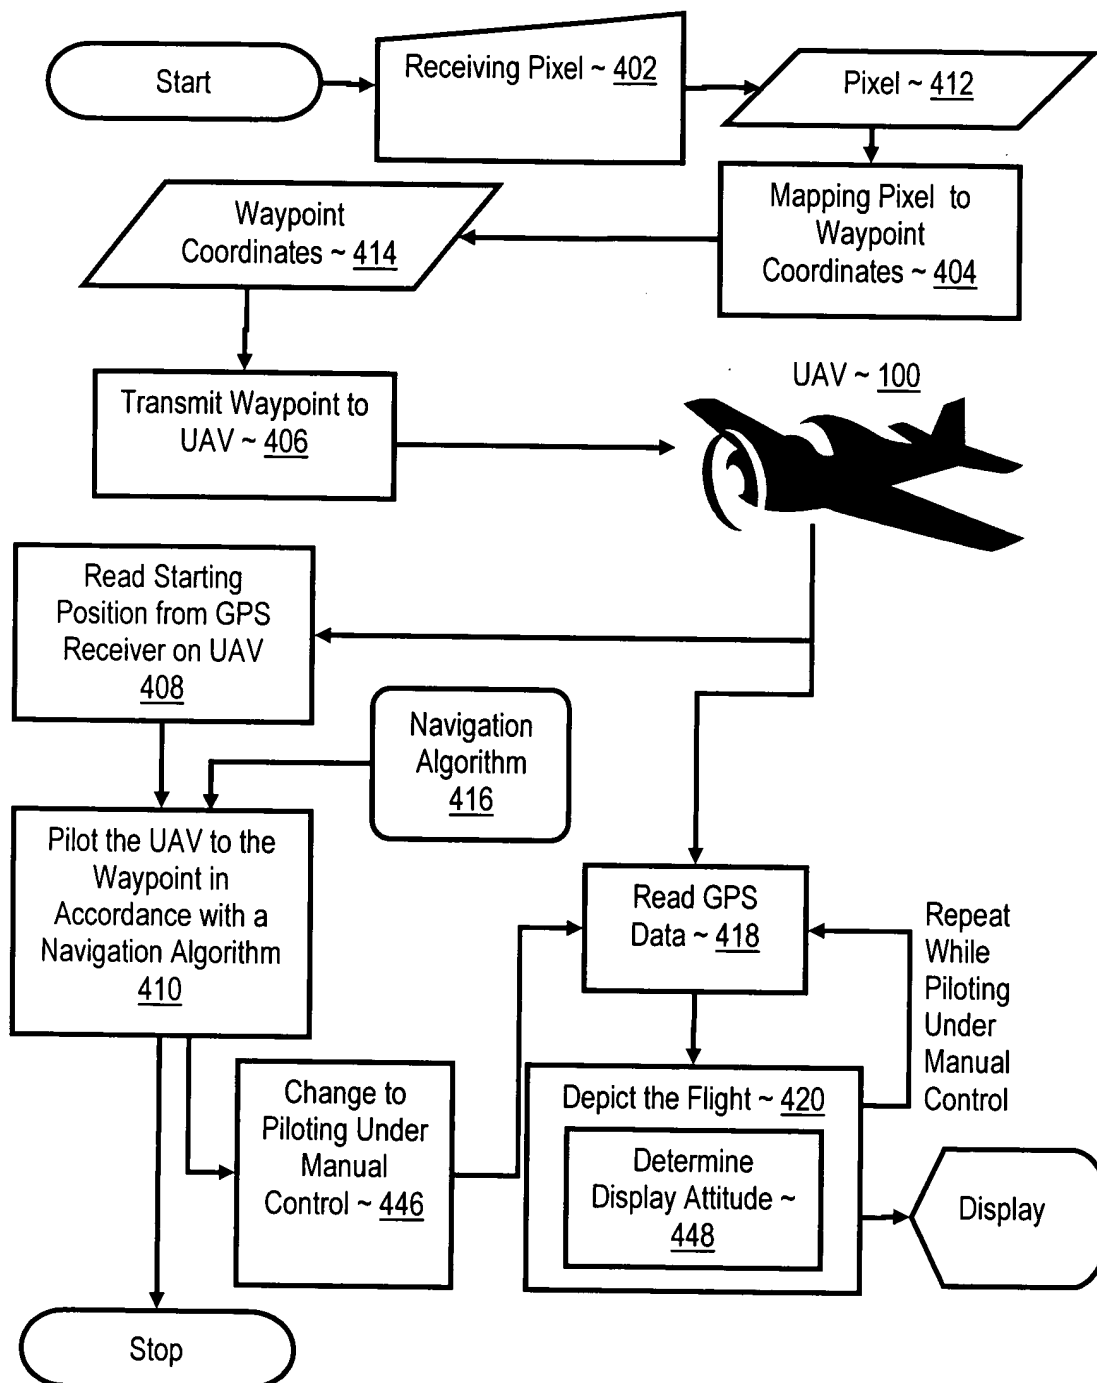 Start
Receiving Pixel ~ 402
Pixel ~ 412
Mapping Pixel to
Waypoint
Coordinates ~ 404
Waypoint
Coordinates ~ 414
Transmit Waypoint to
UAV ~ 406
UAV ~ 100
Read Starting
Position from GPS
Receiver on UAV
408
Navigation
Algorithm
416
Pilot the UAV to the
Waypoint in
Accordance with a
Navigation Algorithm
410
Read GPS
Data ~ 418
Repeat
While
Piloting
Under
Manual
Control
Change to
Piloting Under
Manual
Control ~ 446
Depict the Flight ~ 420
Determine
Display Attitude ~
448
Display
Stop